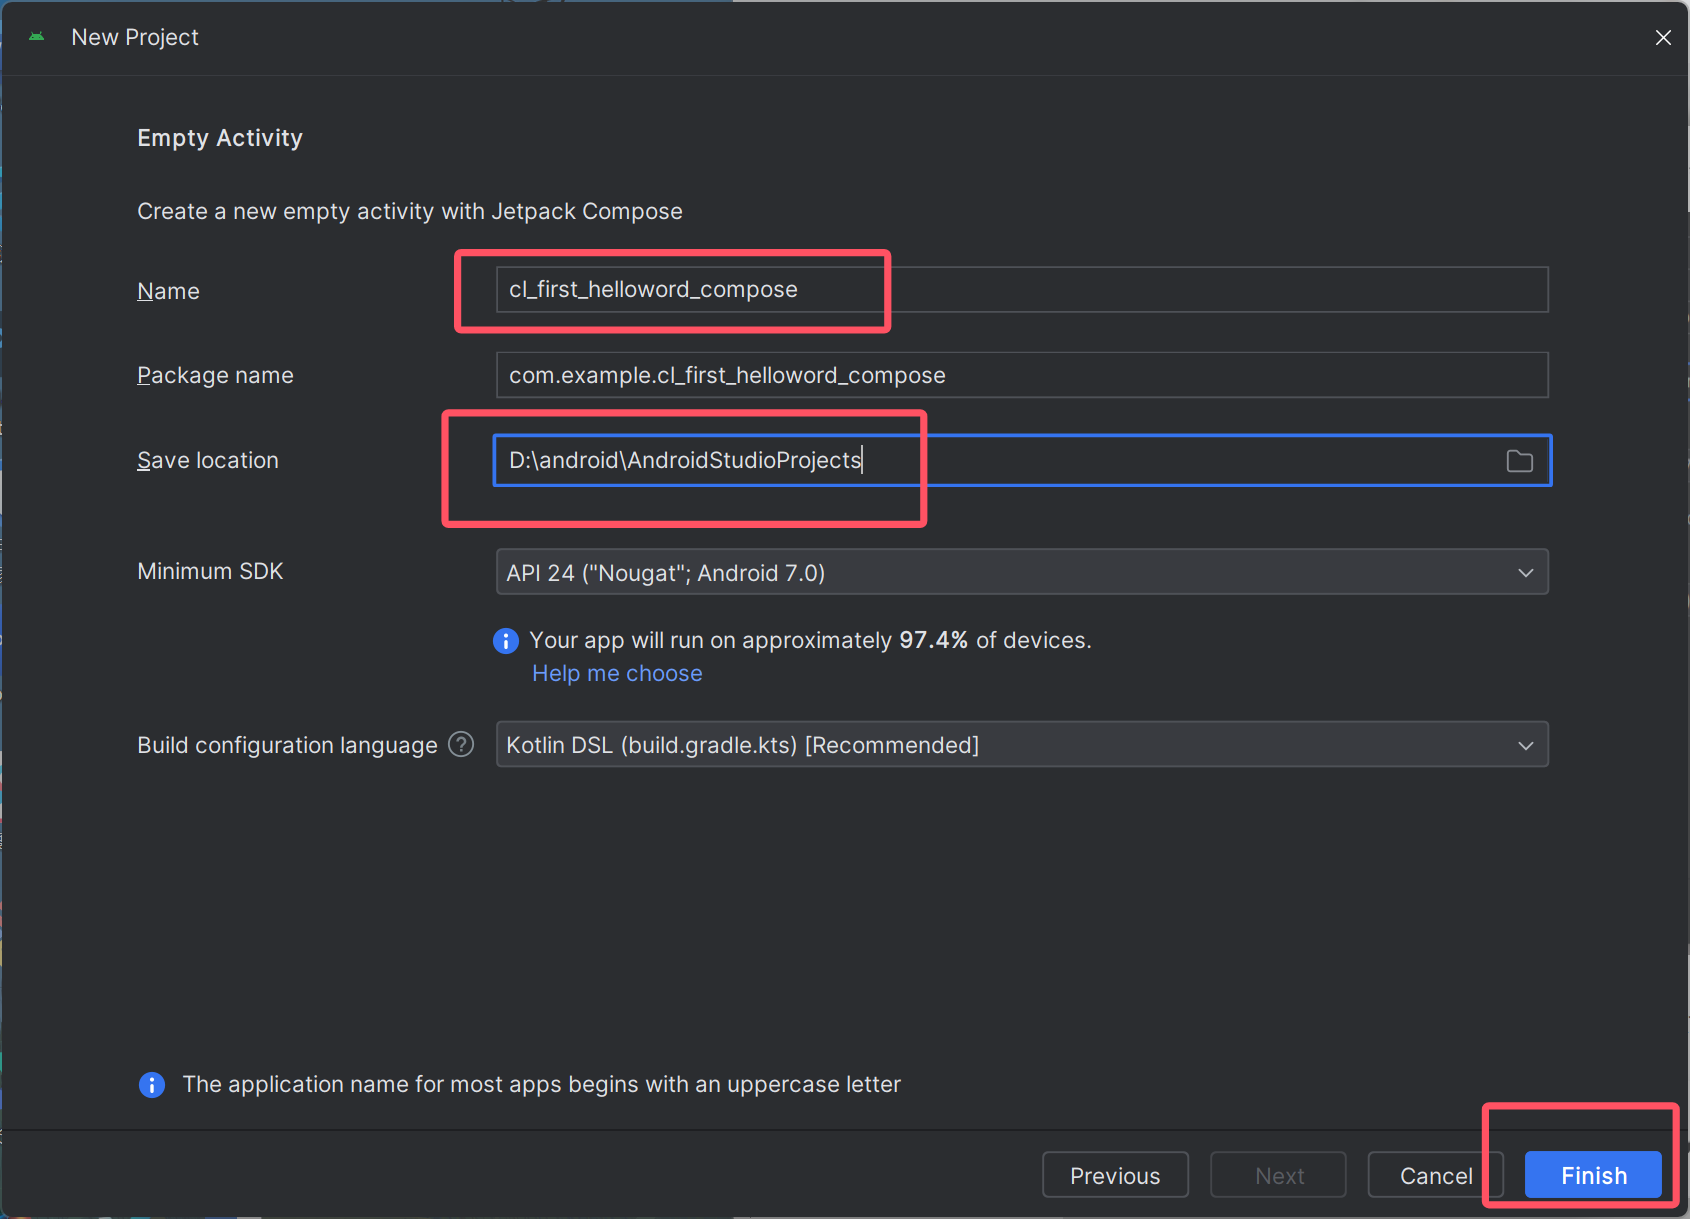 New Project
Empty Activity
Create a new empty activity with Jetpack Compose
Name
cl_first_helloword_compose
Package name
com.example.cl_first_helloword_compose
Save location
D:\android\AndroidStudioProjects
Minimum SDK
API 24 ("Nougat"; Android 7.0)
Your app will run on approximately 97.4% of devices.
Help me choose
Build configuration language
Kotlin DSL (build.gradle.kts) [Recommended]
The application name for most apps begins with an uppercase letter
Previous
Next
Cancel
Finish